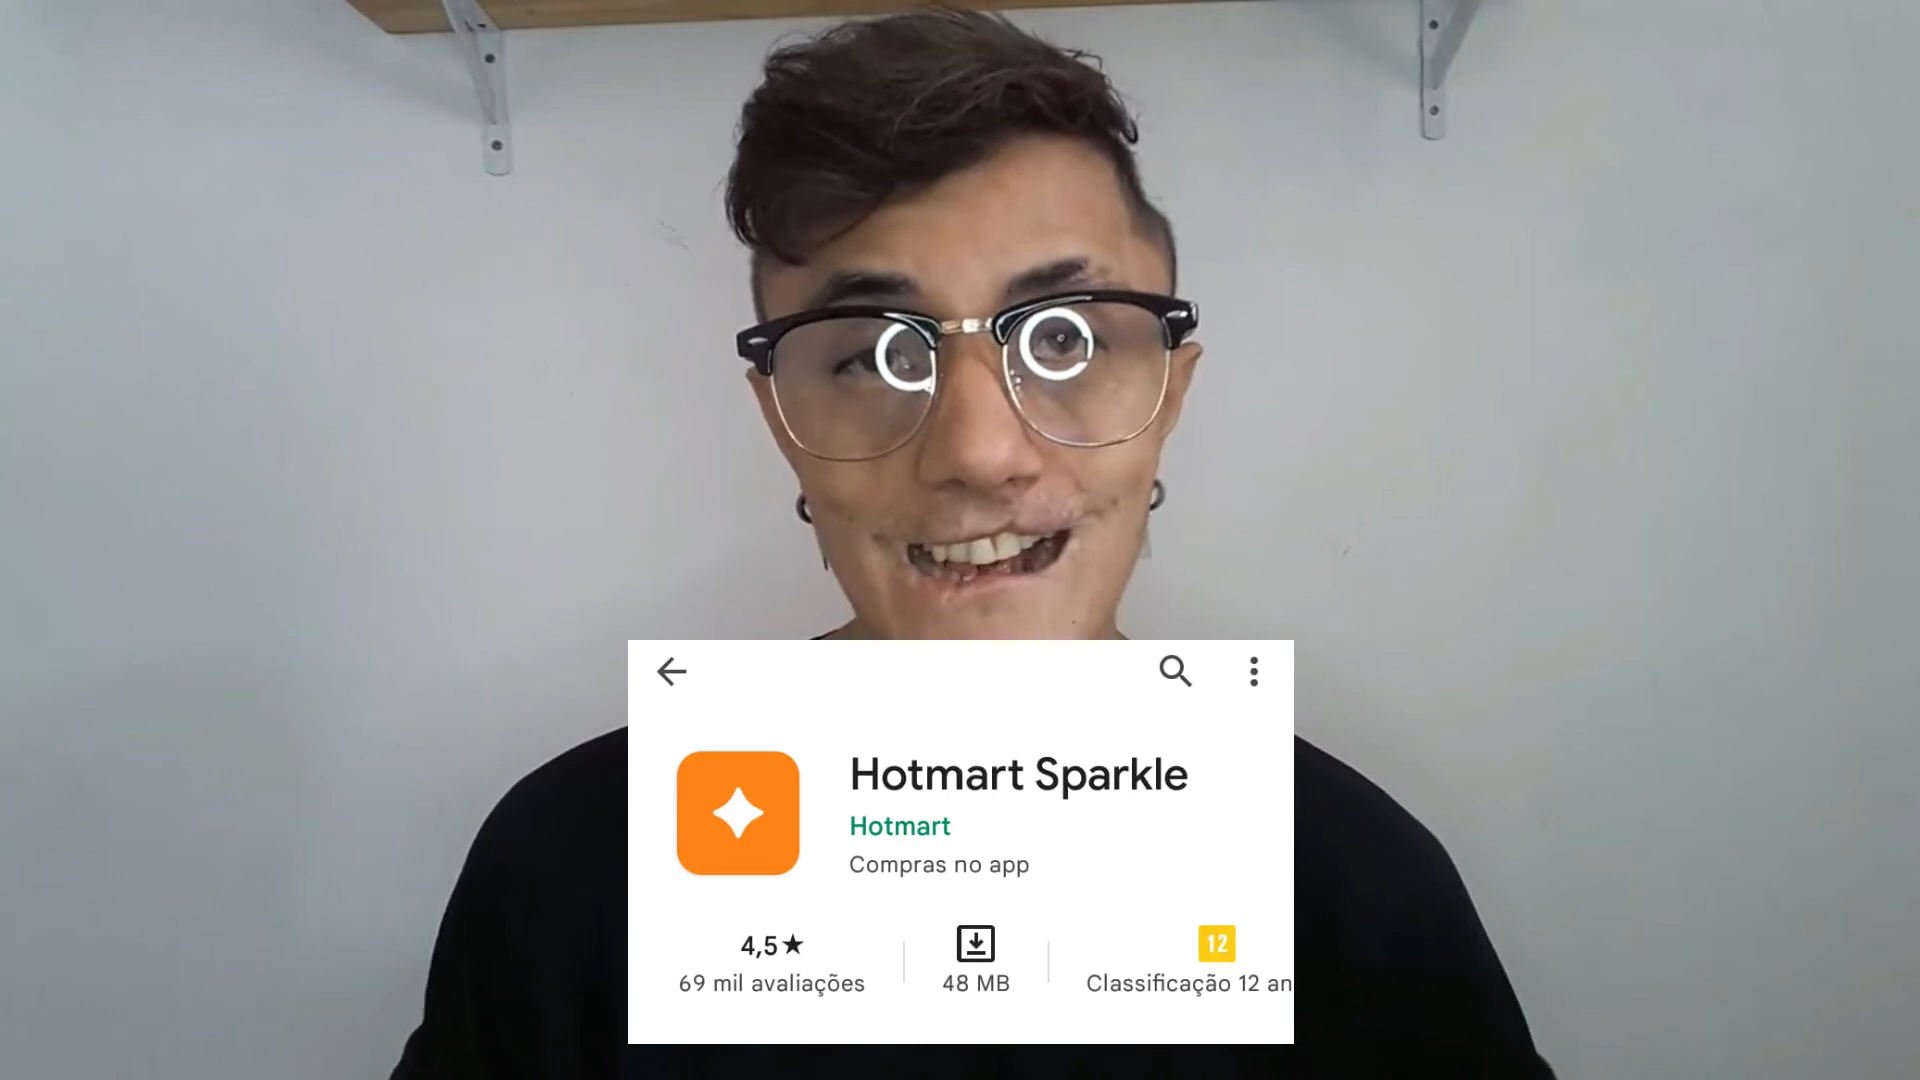 Hotmart Sparkle
Hotmart
Compras no app
4,5★
12
69 mil avaliações
48 MB
Classificação 12 an